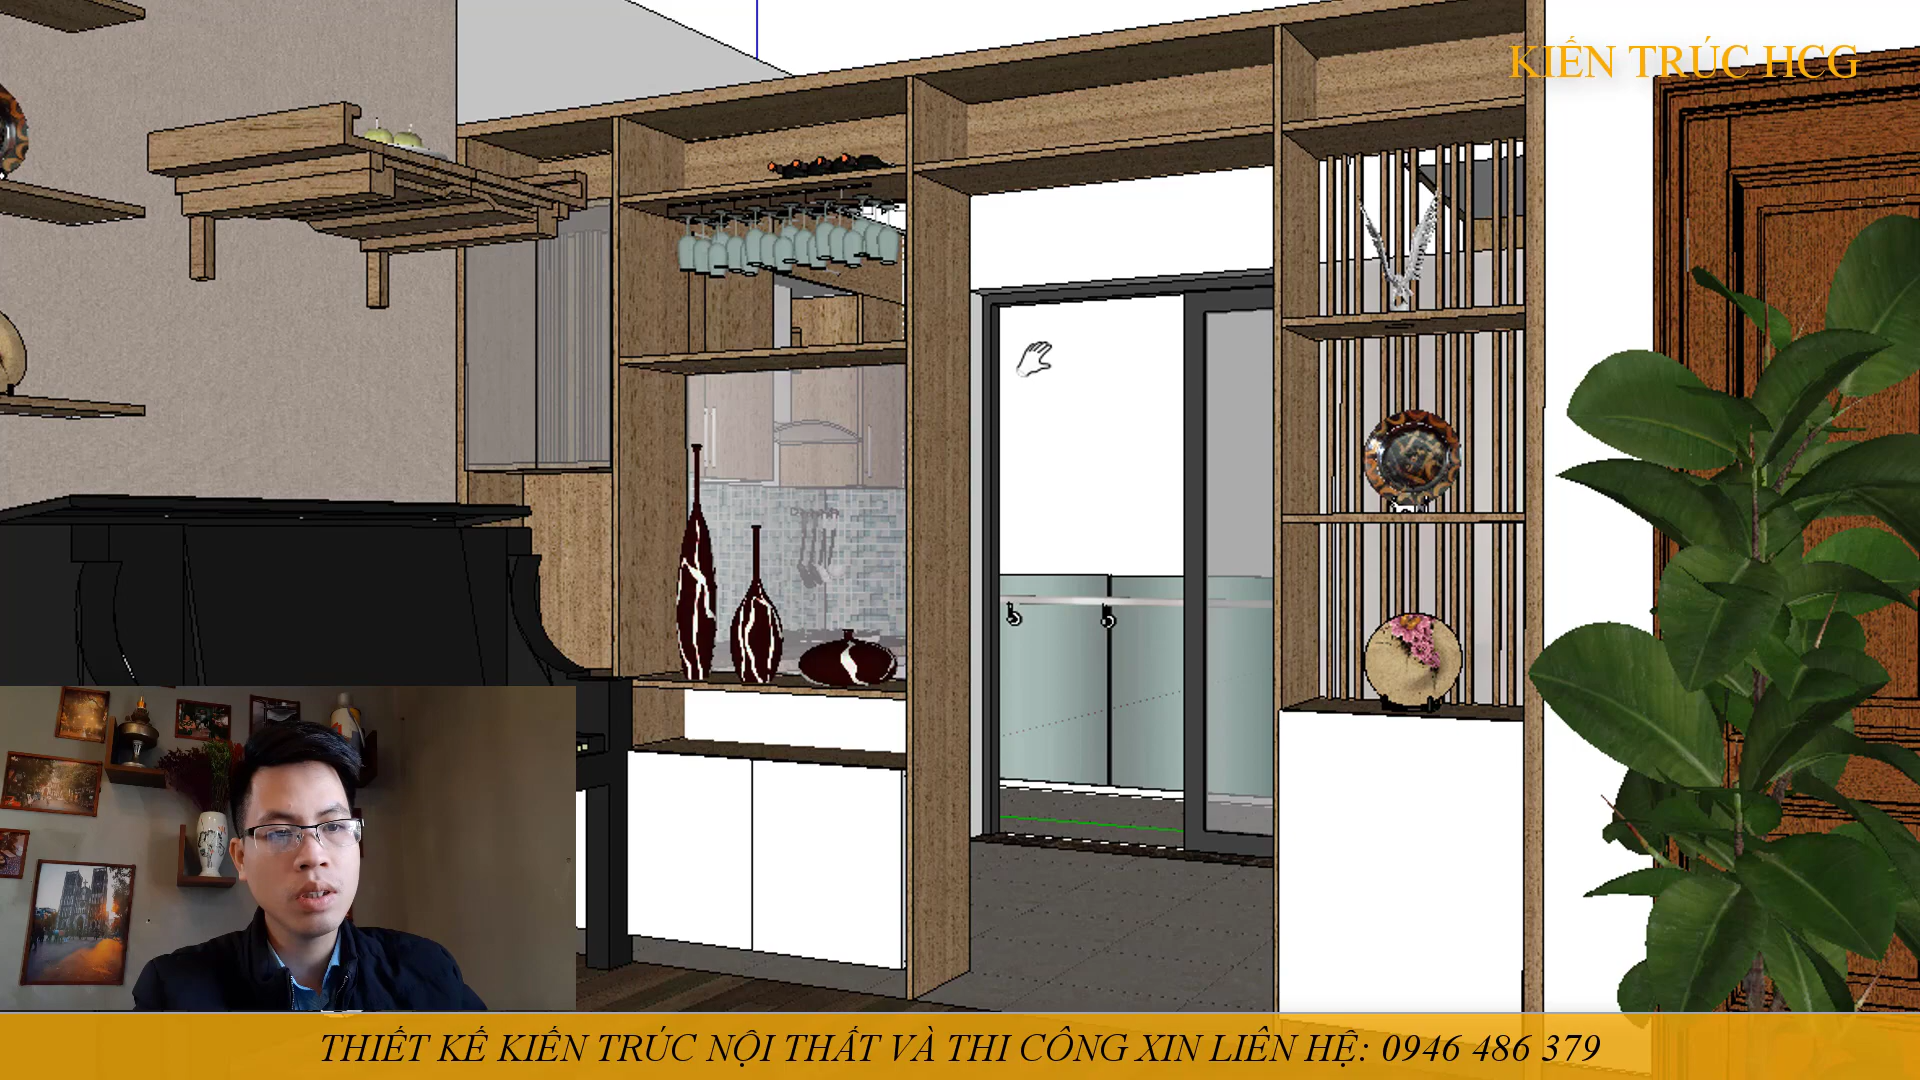 KIẾN TRÚC HCG
THIẾT KẾ KIẾN TRÚC NỘI THẤT VÀ THI CÔNG XIN LIÊN HỆ: 0946 486 379